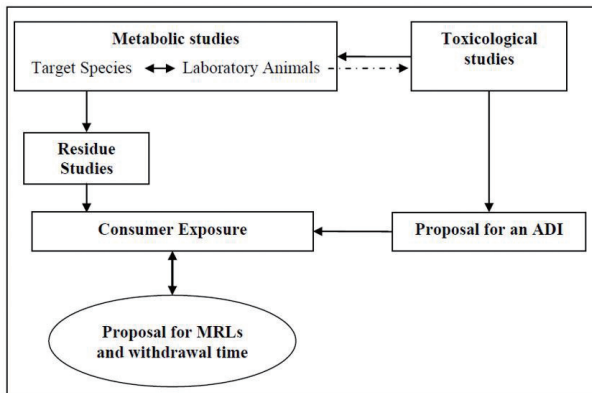 Metabolic studies
Target Species Laboratory Animals
Toxicological
studies
Residue
Studies
Consumer Exposure
Proposal for an ADI
Proposal for MRLs
and withdrawal time